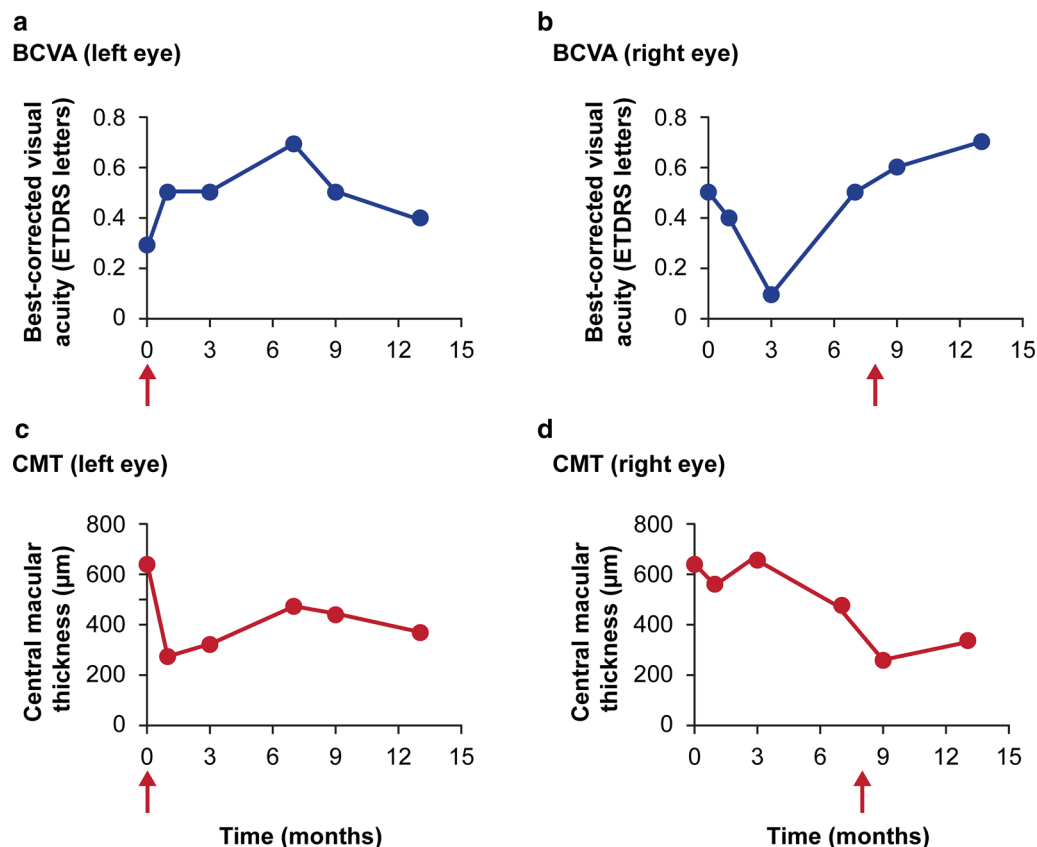 a
BCVA (left eye)
Best-corrected visual
acuity (ETDRS letters)
0.8
0.6
0.4
0.2
0
0 3 6 9 12 15
b
BCVA (right eye)
Best-corrected visual
acuity (ETDRS letters)
0.8
0.6
0.4
0.2
0
0 3 6 9 12 15
c
CMT (left eye)
Central macular
thickness (µm)
800
600
400
200
0
0 3 6 9 12 15
Time (months)
d
CMT (right eye)
Central macular
thickness (µm)
800
600
400
200
0
0 3 6 9 12 15
Time (months)